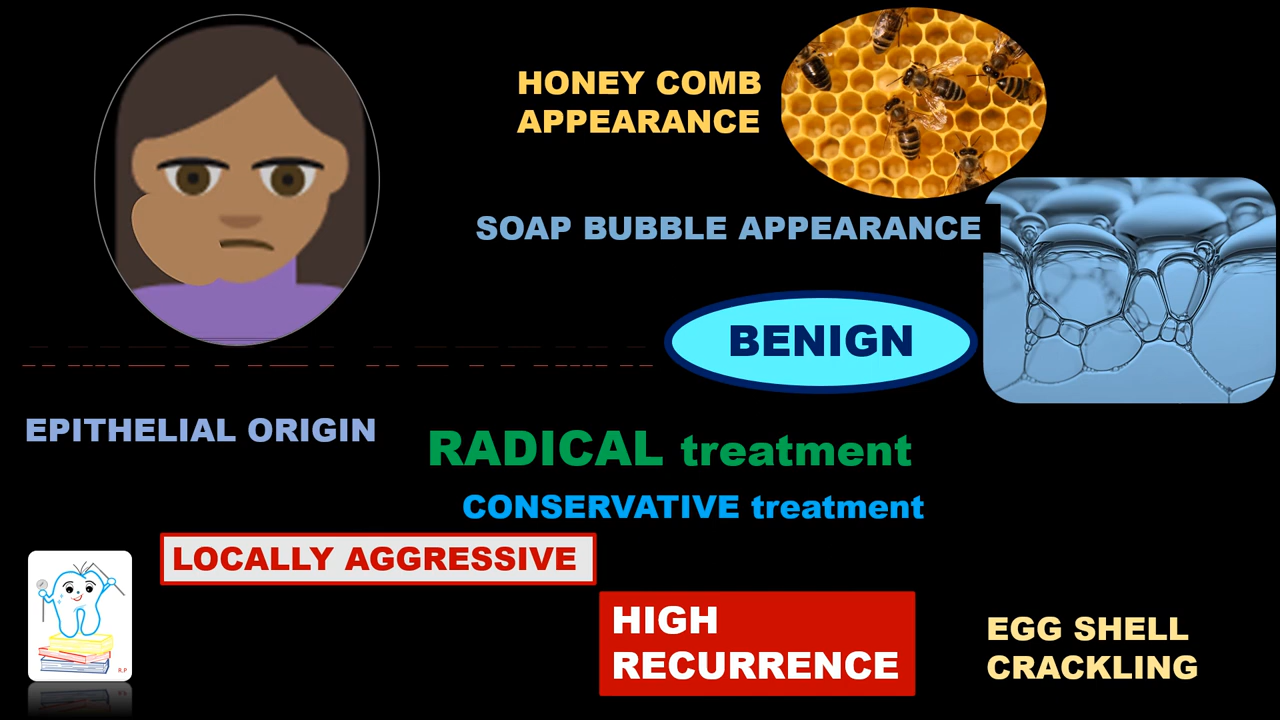 HONEY COMB
APPEARANCE
SOAP BUBBLE APPEARANCE
BENIGN
EPITHELIAL ORIGIN
RADICAL treatment
CONSERVATIVE treatment
LOCALLY AGGRESSIVE
HIGH
RECURRENCE
EGG SHELL
CRACKLING
R.P